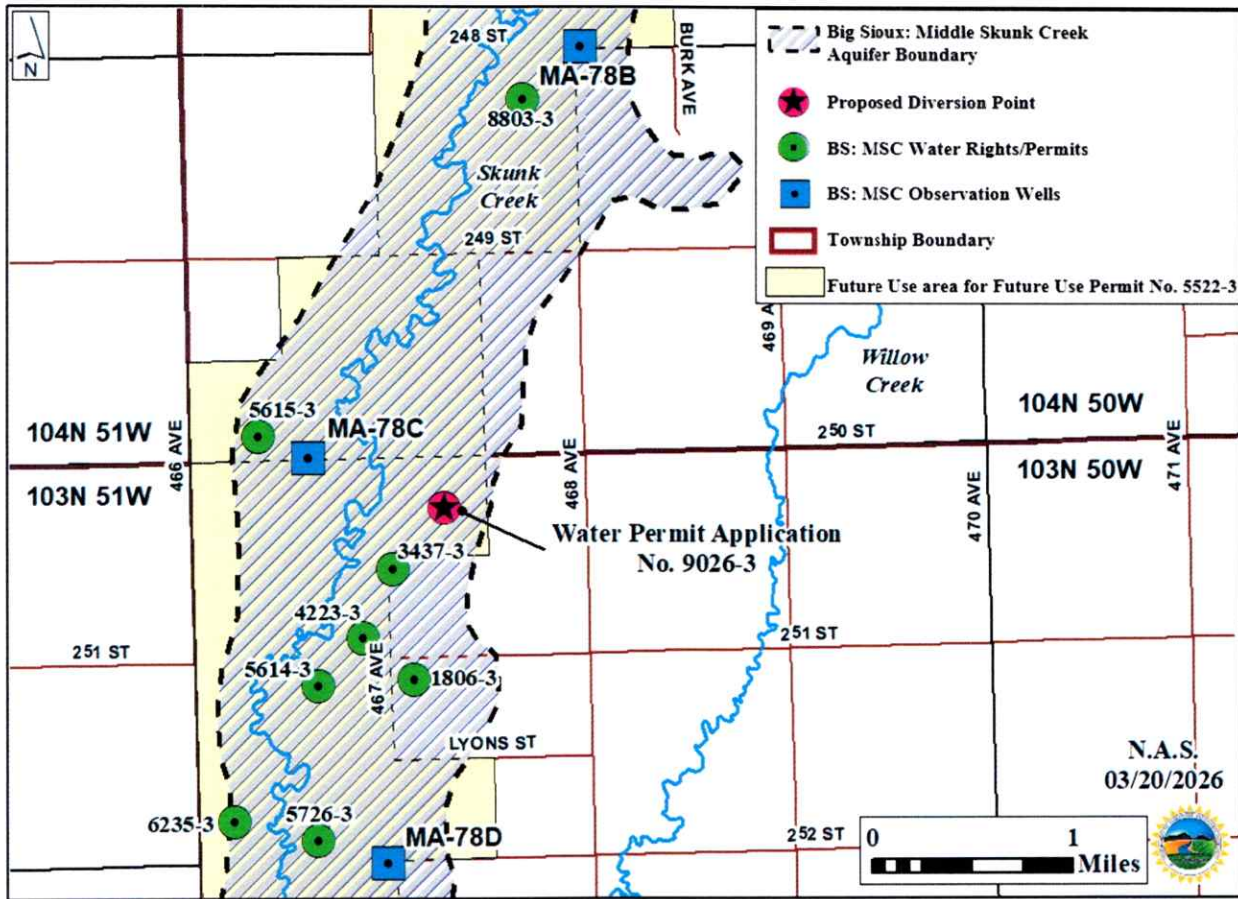 N
248 ST
BURK AVE
MA-78B
8803-3
Skunk
Creek
249 ST
Big Sioux: Middle Skunk Creek
Aquifer Boundary
Proposed Diversion Point
BS: MSC Water Rights/Permits
BS: MSC Observation Wells
Township Boundary
Future Use area for Future Use Permit No. 5522-3
469 A
Willow
Creek
5615-3
MA-78C
104N 51W
466 AVE
103N 51W
468 AVE
250 ST
104N 50W
103N 50W
470 AVE
471 AVE
Water Permit Application
No. 9026-3
3437-3
4223-3
251 ST
251 ST
5614-3
467 AVE
1806-3
LYONS ST
N.A.S.
03/20/2026
6235-3
5726-3
MA-78D
252 ST
0 1
Miles